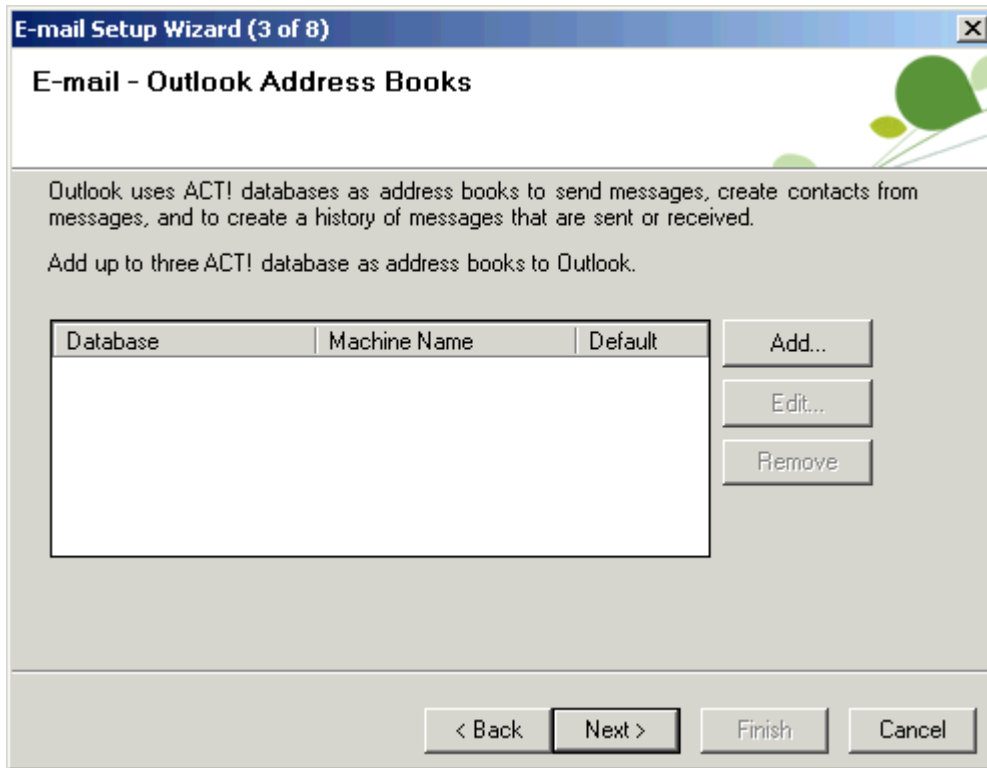 E-mail Setup Wizard (3 of 8)
E-mail - Outlook Address Books
Outlook uses ACT! databases as address books to send messages, create contacts from
messages, and to create a history of messages that are sent or received.
Add up to three ACT! database as address books to Outlook.
Database Machine Name Default
Add...
Edit...
Remove
< Back Next > Finish Cancel